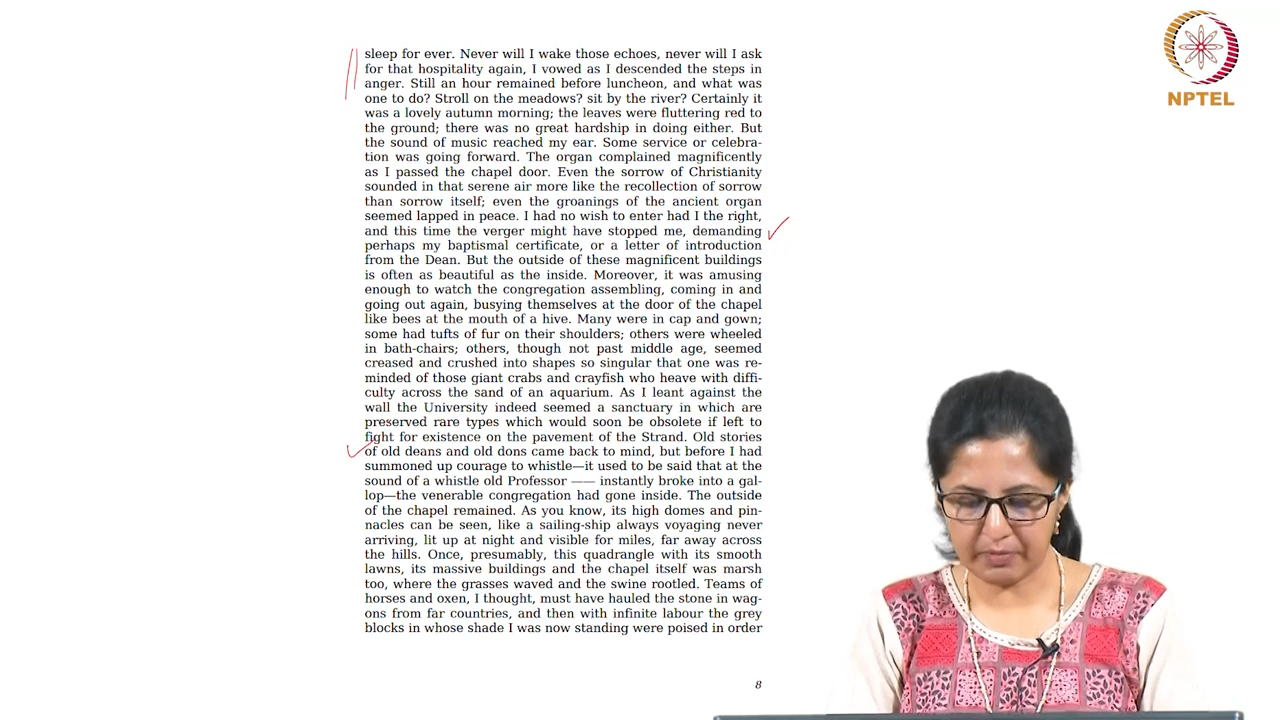 sleep for ever. Never will I wake those echoes, never will I ask
for that hospitality again, I vowed as I descended the steps in
anger. Still an hour remained before luncheon, and what was
one to do? Stroll on the meadows? sit by the river? Certainly it
was a lovely autumn morning; the leaves were fluttering red to
the ground; there was no great hardship in doing either. But
the sound of music reached my ear. Some service or celebra-
tion was going forward. The organ complained magnificently
as I passed the chapel door. Even the sorrow of Christianity
sounded in that serene air more like the recollection of sorrow
than sorrow itself; even the groanings of the ancient organ
seemed lapped in peace. I had no wish to enter had I the right,
and this time the verger might have stopped me, demanding
perhaps my baptismal certificate, or a letter of introduction
from the Dean. But the outside of these magnificent buildings
is often as beautiful as the inside. Moreover, it was amusing
enough to watch the congregation assembling, coming in and
going out again, busying themselves at the door of the chapel
like bees at the mouth of a hive. Many were in cap and gown;
some had tufts of fur on their shoulders; others were wheeled
in bath-chairs; others, though not past middle age, seemed
creased and crushed into shapes so singular that one was re-
minded of those giant crabs and crayfish who heave with diffi-
culty across the sand of an aquarium. As I leant against the
wall the University indeed seemed a sanctuary in which are
preserved rare types which would soon be obsolete if left to
fight for existence on the pavement of the Strand. Old stories
of old deans and old dons came back to mind, but before I had
summoned up courage to whistle—it used to be said that at the
sound of a whistle old Professor —— instantly broke into a gal-
lop—the venerable congregation had gone inside. The outside
of the chapel remained. As you know, its high domes and pin-
nacles can be seen, like a sailing-ship always voyaging never
arriving, lit up at night and visible for miles, far away across
the hills. Once, presumably, this quadrangle with its smooth
lawns, its massive buildings and the chapel itself was marsh
too, where the grasses waved and the swine rootled. Teams of
horses and oxen, I thought, must have hauled the stone in wag-
ons from far countries, and then with infinite labour the grey
blocks in whose shade I was now standing were poised in order
8
NPTEL